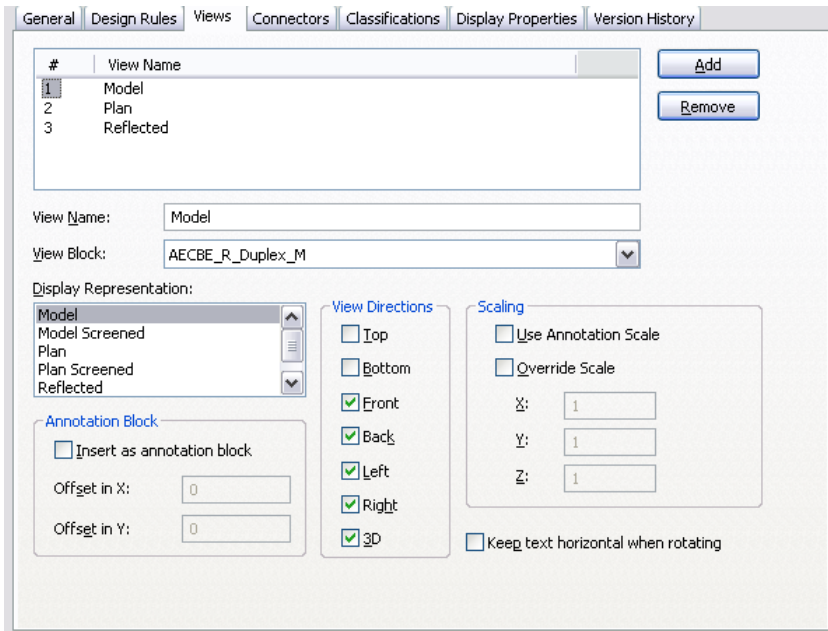 General Design Rules Views Connectors Classifications Display Properties Version History
# View Name
1 Model
2 Plan
3 Reflected
Add
Remove
View Name: Model
View Block: AECBE_R_Duplex_M
Display Representation:
Model
Model Screened
Plan
Plan Screened
Reflected
Annotation Block
Insert as annotation block
Offset in X: 0
Offset in Y: 0
View Directions
Top
Bottom
Front
Back
Left
Right
3D
Scaling
Use Annotation Scale
Override Scale
X: 1
Y: 1
Z: 1
Keep text horizontal when rotating